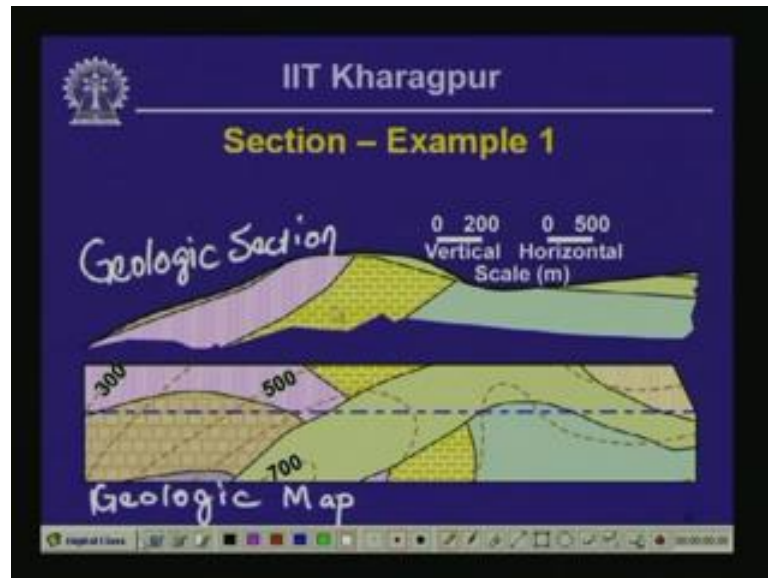 IIT Kharagpur
Section – Example 1
Geologic Section
0 200 0 500
Vertical Horizontal
Scale (m)
300
500
700
Geologic Map